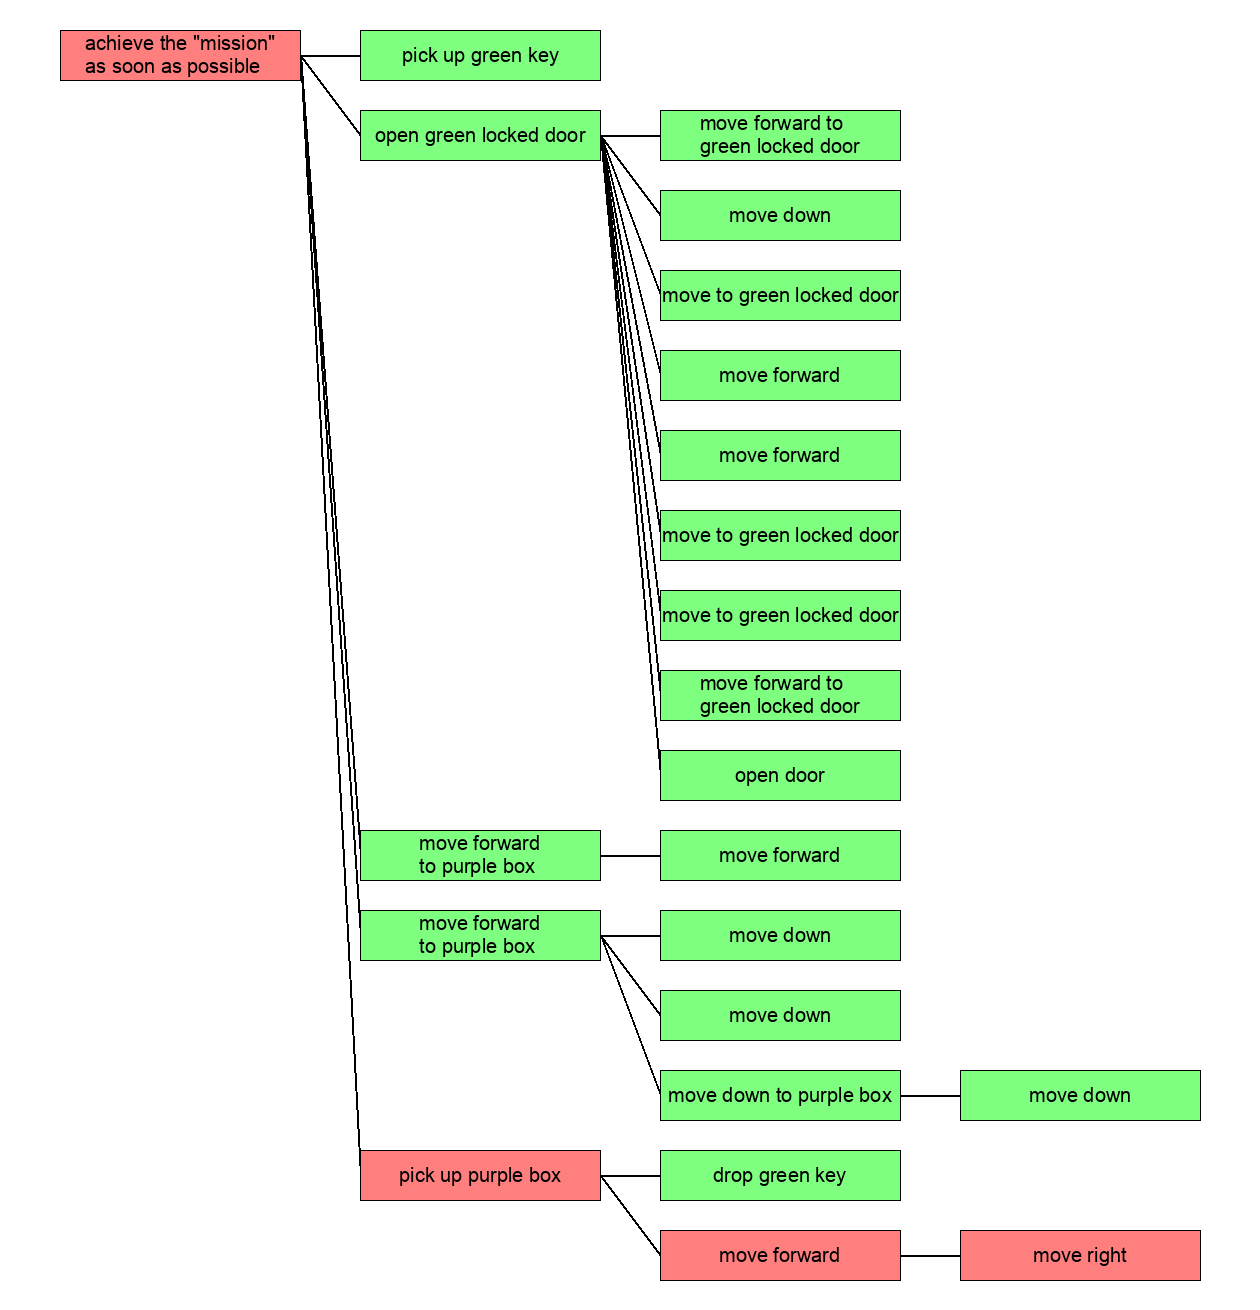 achieve the "mission"
as soon as possible
pick up green key
open green locked door
move forward to
green locked door
move down
move to green locked door
move forward
move forward
move to green locked door
move to green locked door
move forward to
green locked door
open door
move forward
to purple box
move forward
move forward
to purple box
move down
move down
move down to purple box
move down
pick up purple box
drop green key
move forward
move right